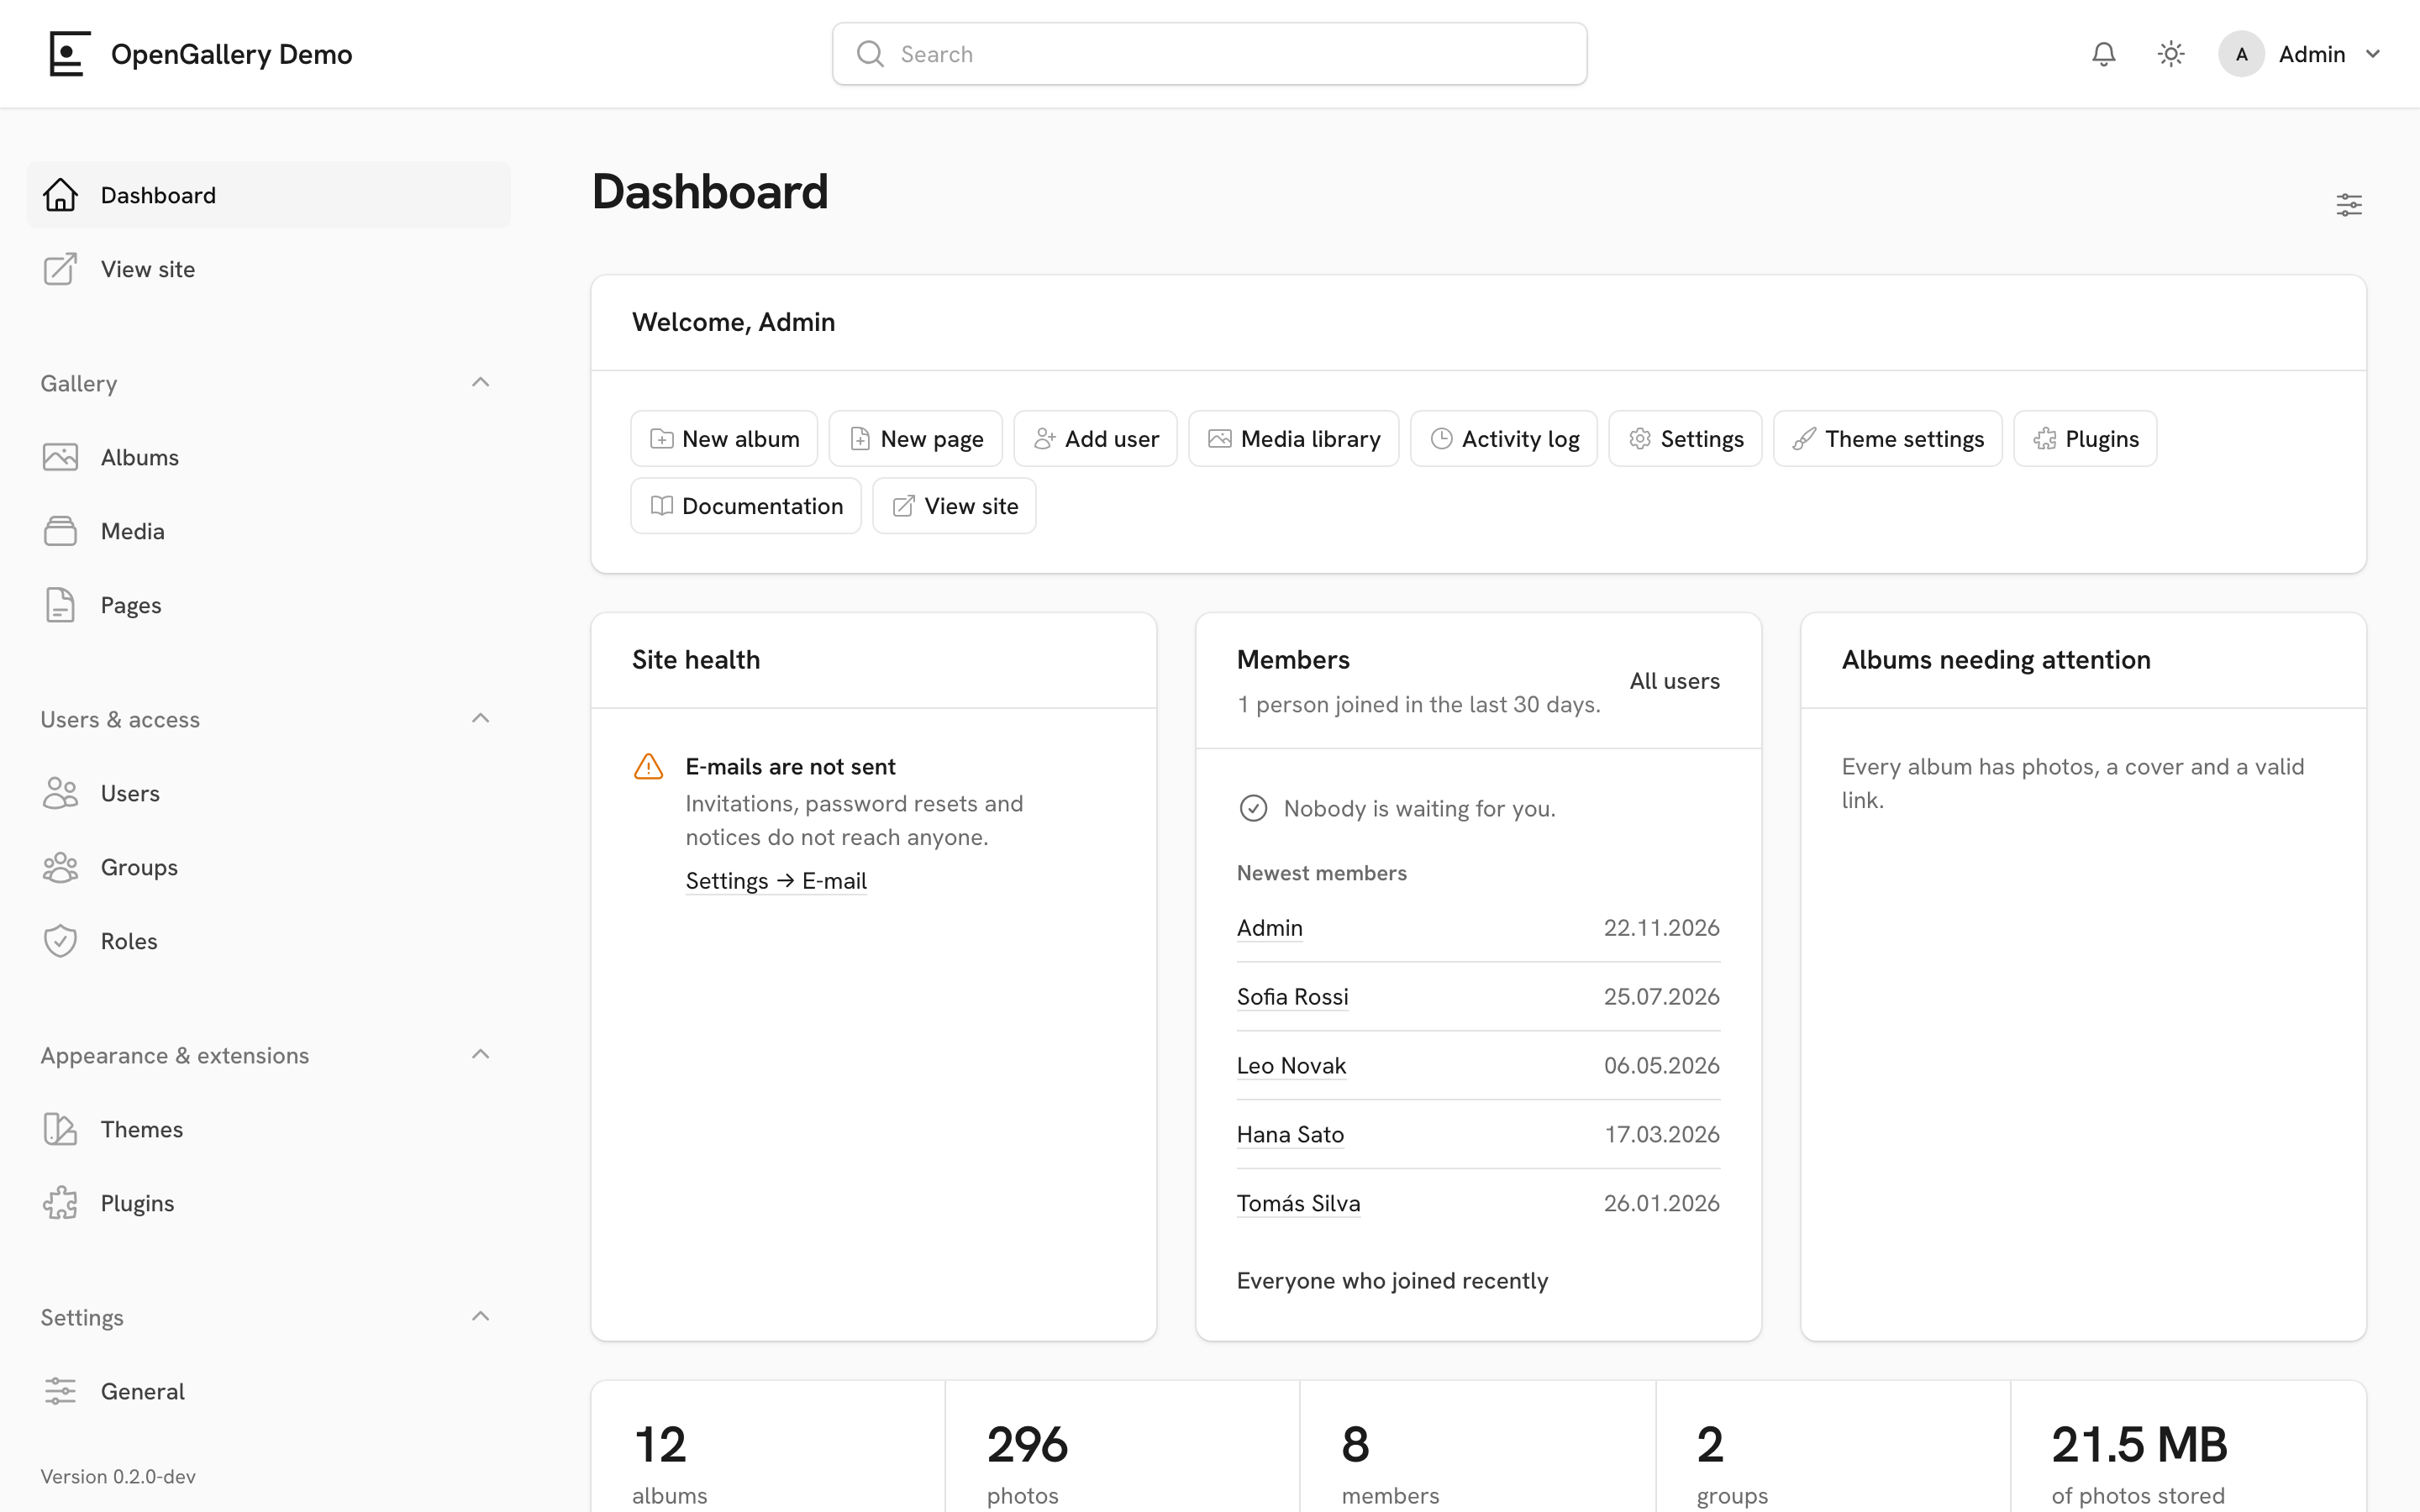 OpenGallery Demo
Search
A
Admin
Dashboard
View site
Gallery
Albums
Media
Pages
Users & access
Users
Groups
Roles
Appearance & extensions
Themes
Plugins
Settings
General
Version 0.2.0-dev
Dashboard
Welcome, Admin
New album
New page
Add user
Media library
Activity log
Settings
Theme settings
Plugins
Documentation
View site
Site health
E-mails are not sent
Invitations, password resets and
notices do not reach anyone.
Settings → E-mail
Members
1 person joined in the last 30 days.
All users
Nobody is waiting for you.
Newest members
Admin 22.11.2026
Sofia Rossi 25.07.2026
Leo Novak 06.05.2026
Hana Sato 17.03.2026
Tomás Silva 26.01.2026
Everyone who joined recently
Albums needing attention
Every album has photos, a cover and a valid
link.
12
albums
296
photos
8
members
2
groups
21.5 MB
of photos stored